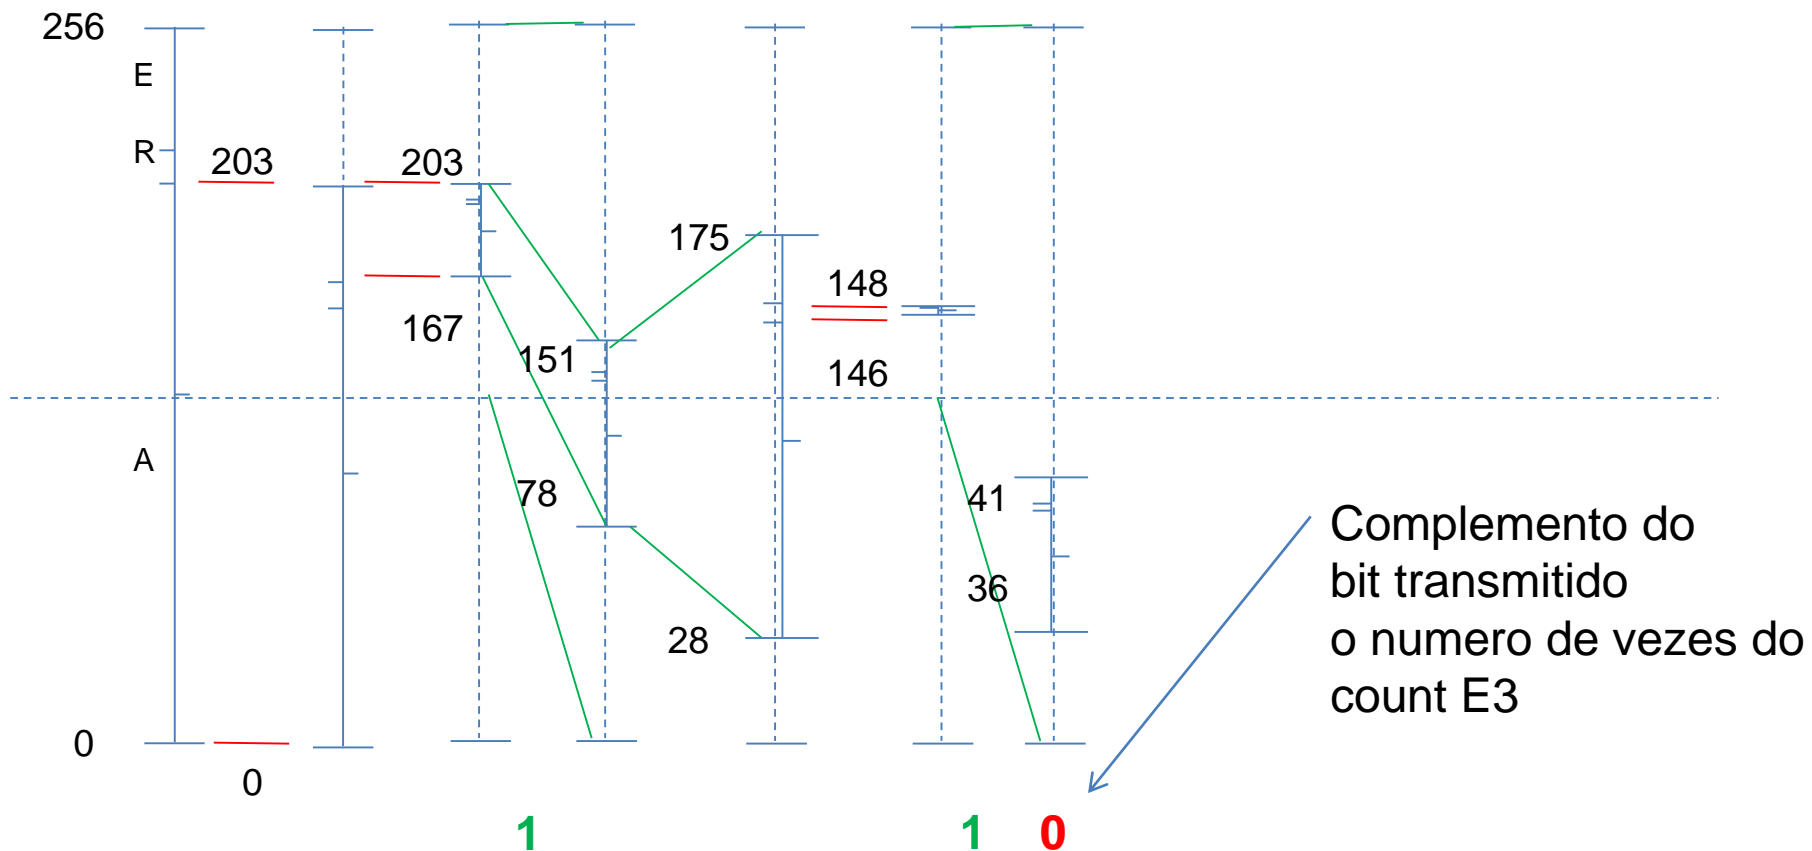 256
E
R
203
203
175
148
167
151
146
A
78
41
36
28
0
0
Complemento do
bit transmitido
o numero de vezes do
count E3
1
1 0